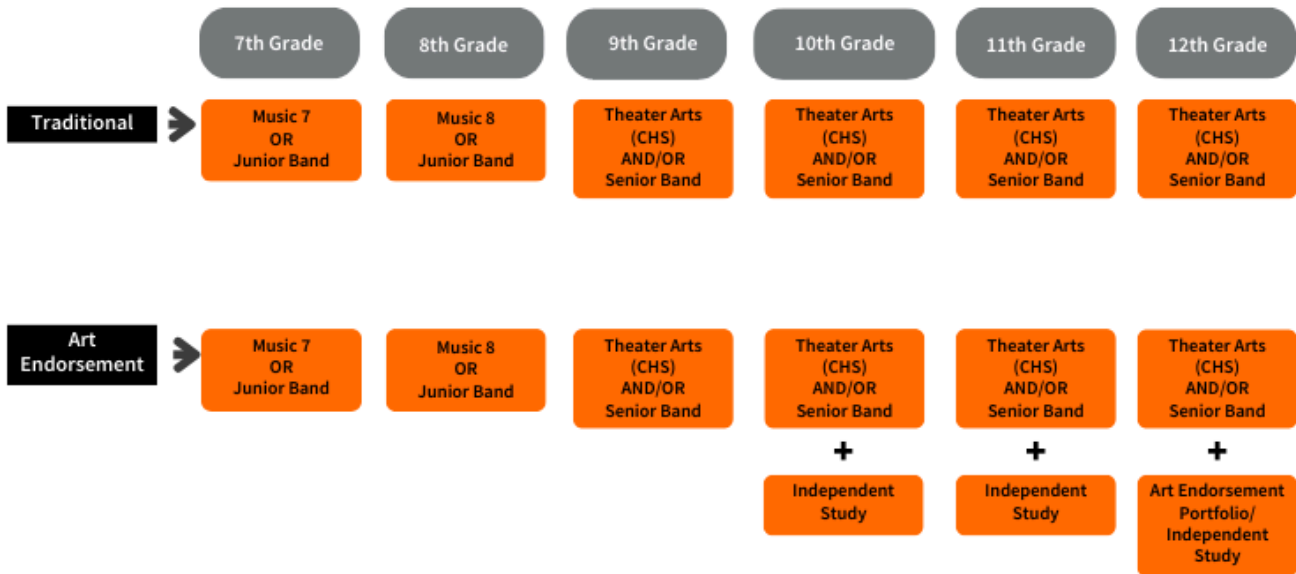 7th Grade
8th Grade
9th Grade
10th Grade
11th Grade
12th Grade
Traditional
Music 7
OR
Junior Band
Music 8
OR
Junior Band
Theater Arts
(CHS)
AND/OR
Senior Band
Theater Arts
(CHS)
AND/OR
Senior Band
Theater Arts
(CHS)
AND/OR
Senior Band
Theater Arts
(CHS)
AND/OR
Senior Band
Art
Endorsement
Music 7
OR
Junior Band
Music 8
OR
Junior Band
Theater Arts
(CHS)
AND/OR
Senior Band
Theater Arts
(CHS)
AND/OR
Senior Band
+
Independent
Study
Theater Arts
(CHS)
AND/OR
Senior Band
+
Independent
Study
Theater Arts
(CHS)
AND/OR
Senior Band
+
Art Endorsement
Portfolio/
Independent
Study